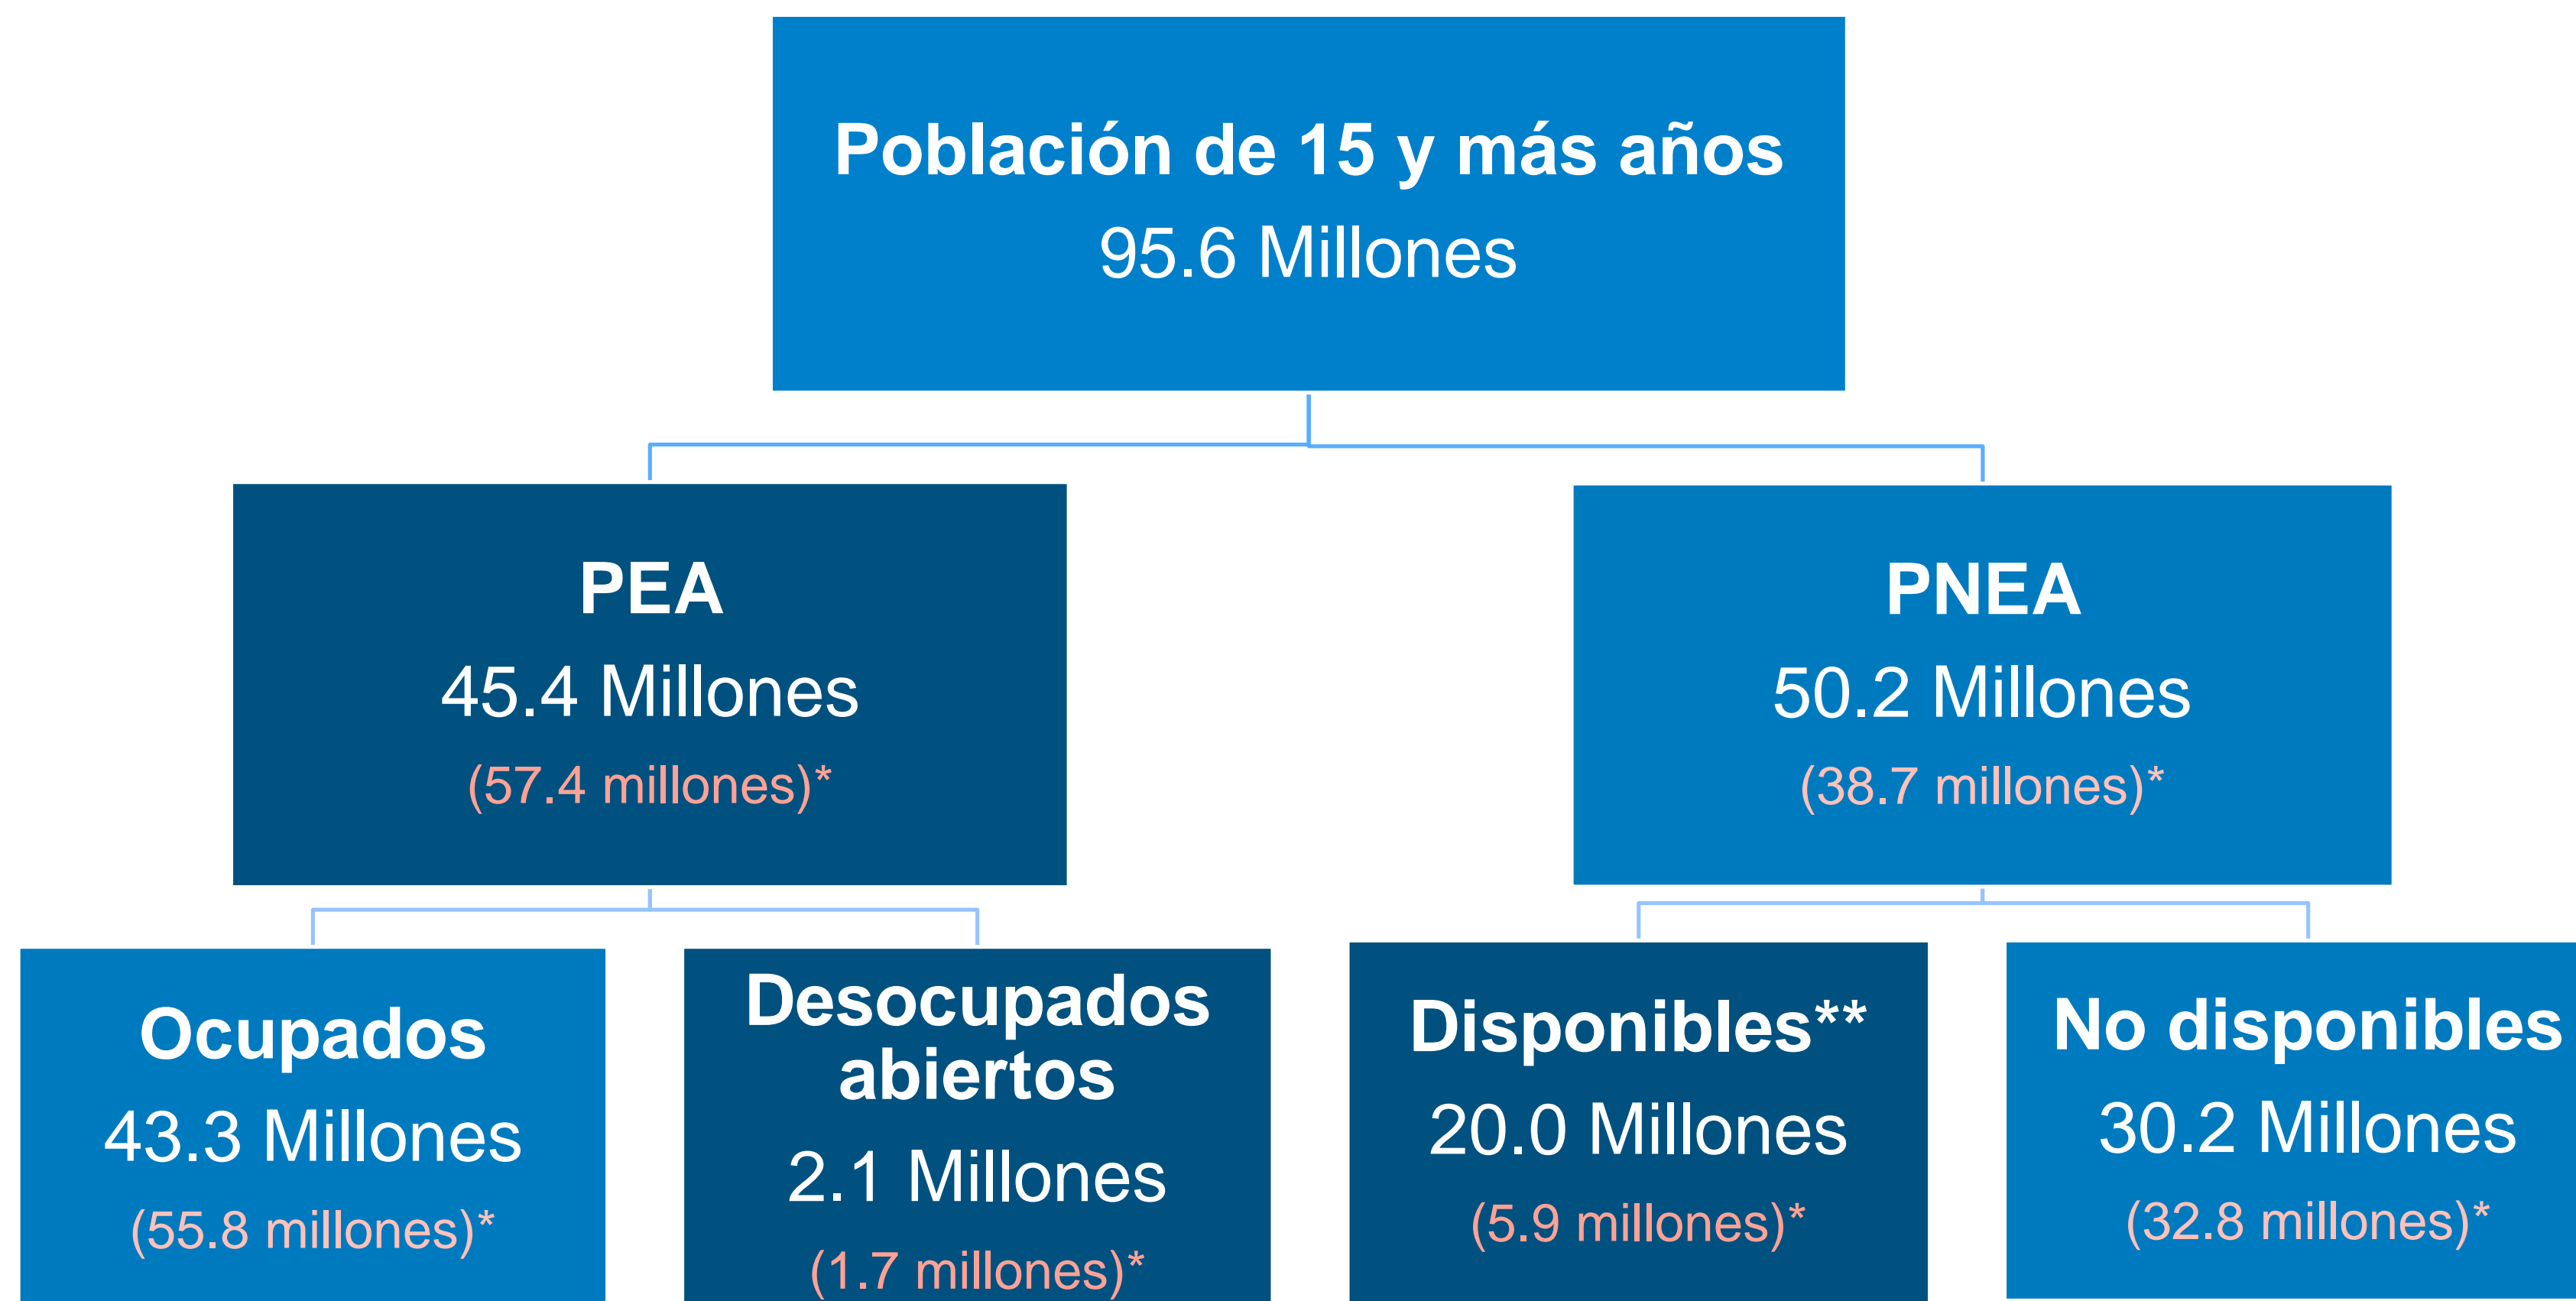 Población de 15 y más años
95.6 Millones
PEA
45.4 Millones
(57.4 millones)*
PNEA
50.2 Millones
(38.7 millones)*
Ocupados
43.3 Millones
(55.8 millones)*
Desocupados
abiertos
2.1 Millones
(1.7 millones)*
Disponibles**
20.0 Millones
(5.9 millones)*
No disponibles
30.2 Millones
(32.8 millones)*